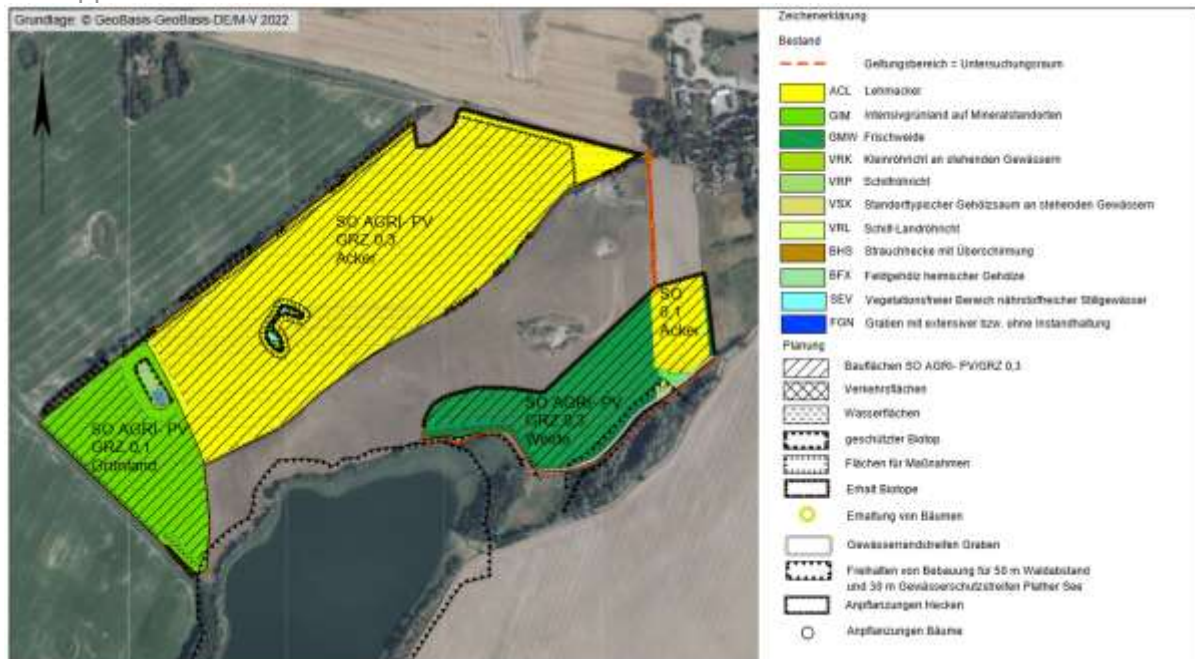 Grundlage: © GeoBasis-GeoBasis-DE/M-V 2022
SO AGRI- PV
GRZ 0,3
Acker
SO
0,1
Acker
SO AGRI- PV
GRZ 0,3
Weide
SO AGRI- PV
GRZ 0,1
Grünland
Zeichenerklärung
Bestand
Geltungsbereich = Untersuchungsraum
ACL Lehmacker
GIM Intensivgrünland auf Mineralstandorten
GMW Frischweide
VRK Kleinröhricht an stehenden Gewässern
VRP Schilfröhricht
VSX Standorttypischer Gehölzsaum an stehenden Gewässern
VRL Schilf-Landröhricht
BHS Strauchhecke mit Überschirmung
BFX Feldgehölz heimischer Gehölze
SEV Vegetationsfreier Bereich nährstoffreicher Stillgewässer
FGN Graben mit extensiver bzw. ohne Instandhaltung
Planung
Bauflächen SO AGRI- PV/GRZ 0,3
Verkehrsflächen
Wasserflächen
geschützter Biotop
Flächen für Maßnahmen
Erhalt Biotope
Erhaltung von Bäumen
Gewässerrandstreifen Graben
Freihalten von Bebauung für 50 m Waldabstand
und 30 m Gewässerschutzstreifen Plather See
Anpflanzungen Hecken
Anpflanzungen Bäume